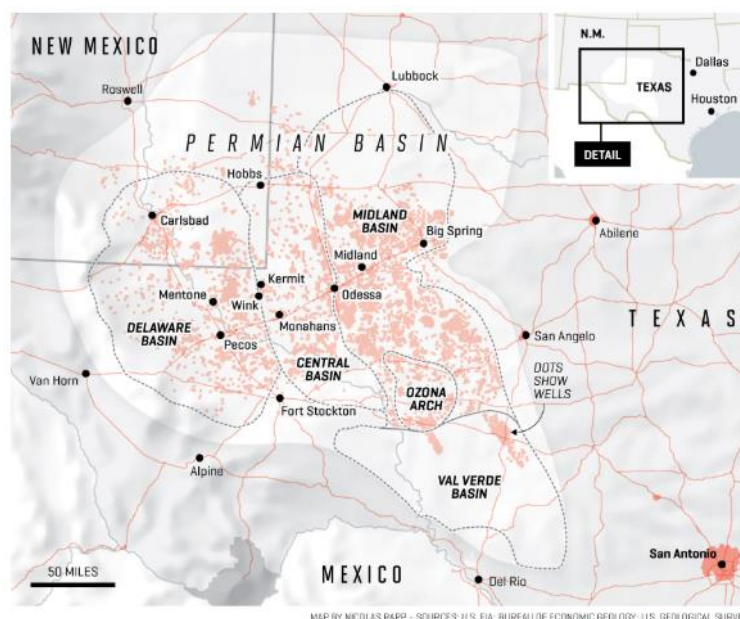 NEW MEXICO
Roswell
Lubbock
N.M.
Dallas
TEXAS
Houston
DETAIL
PERMIAN BASIN
Hobbs
Carlsbad
MIDLAND
BASIN
Big Spring
Abilene
Midland
Kermit
Mentone
Wink
Odessa
Monahans
DELAWARE
BASIN
Pecos
CENTRAL
BASIN
San Angelo
TEXAS
Van Horn
OZONA
ARCH
DOTS
SHOW
WELLS
Fort Stockton
Alpine
VAL VERDE
BASIN
San Antonio
50 MILES
MEXICO
Del Rio
MAP BY NICOLAS RAPP – SOURCES: U.S. EIA; BUREAU OF ECONOMIC GEOLOGY; U.S. GEOLOGICAL SURVE